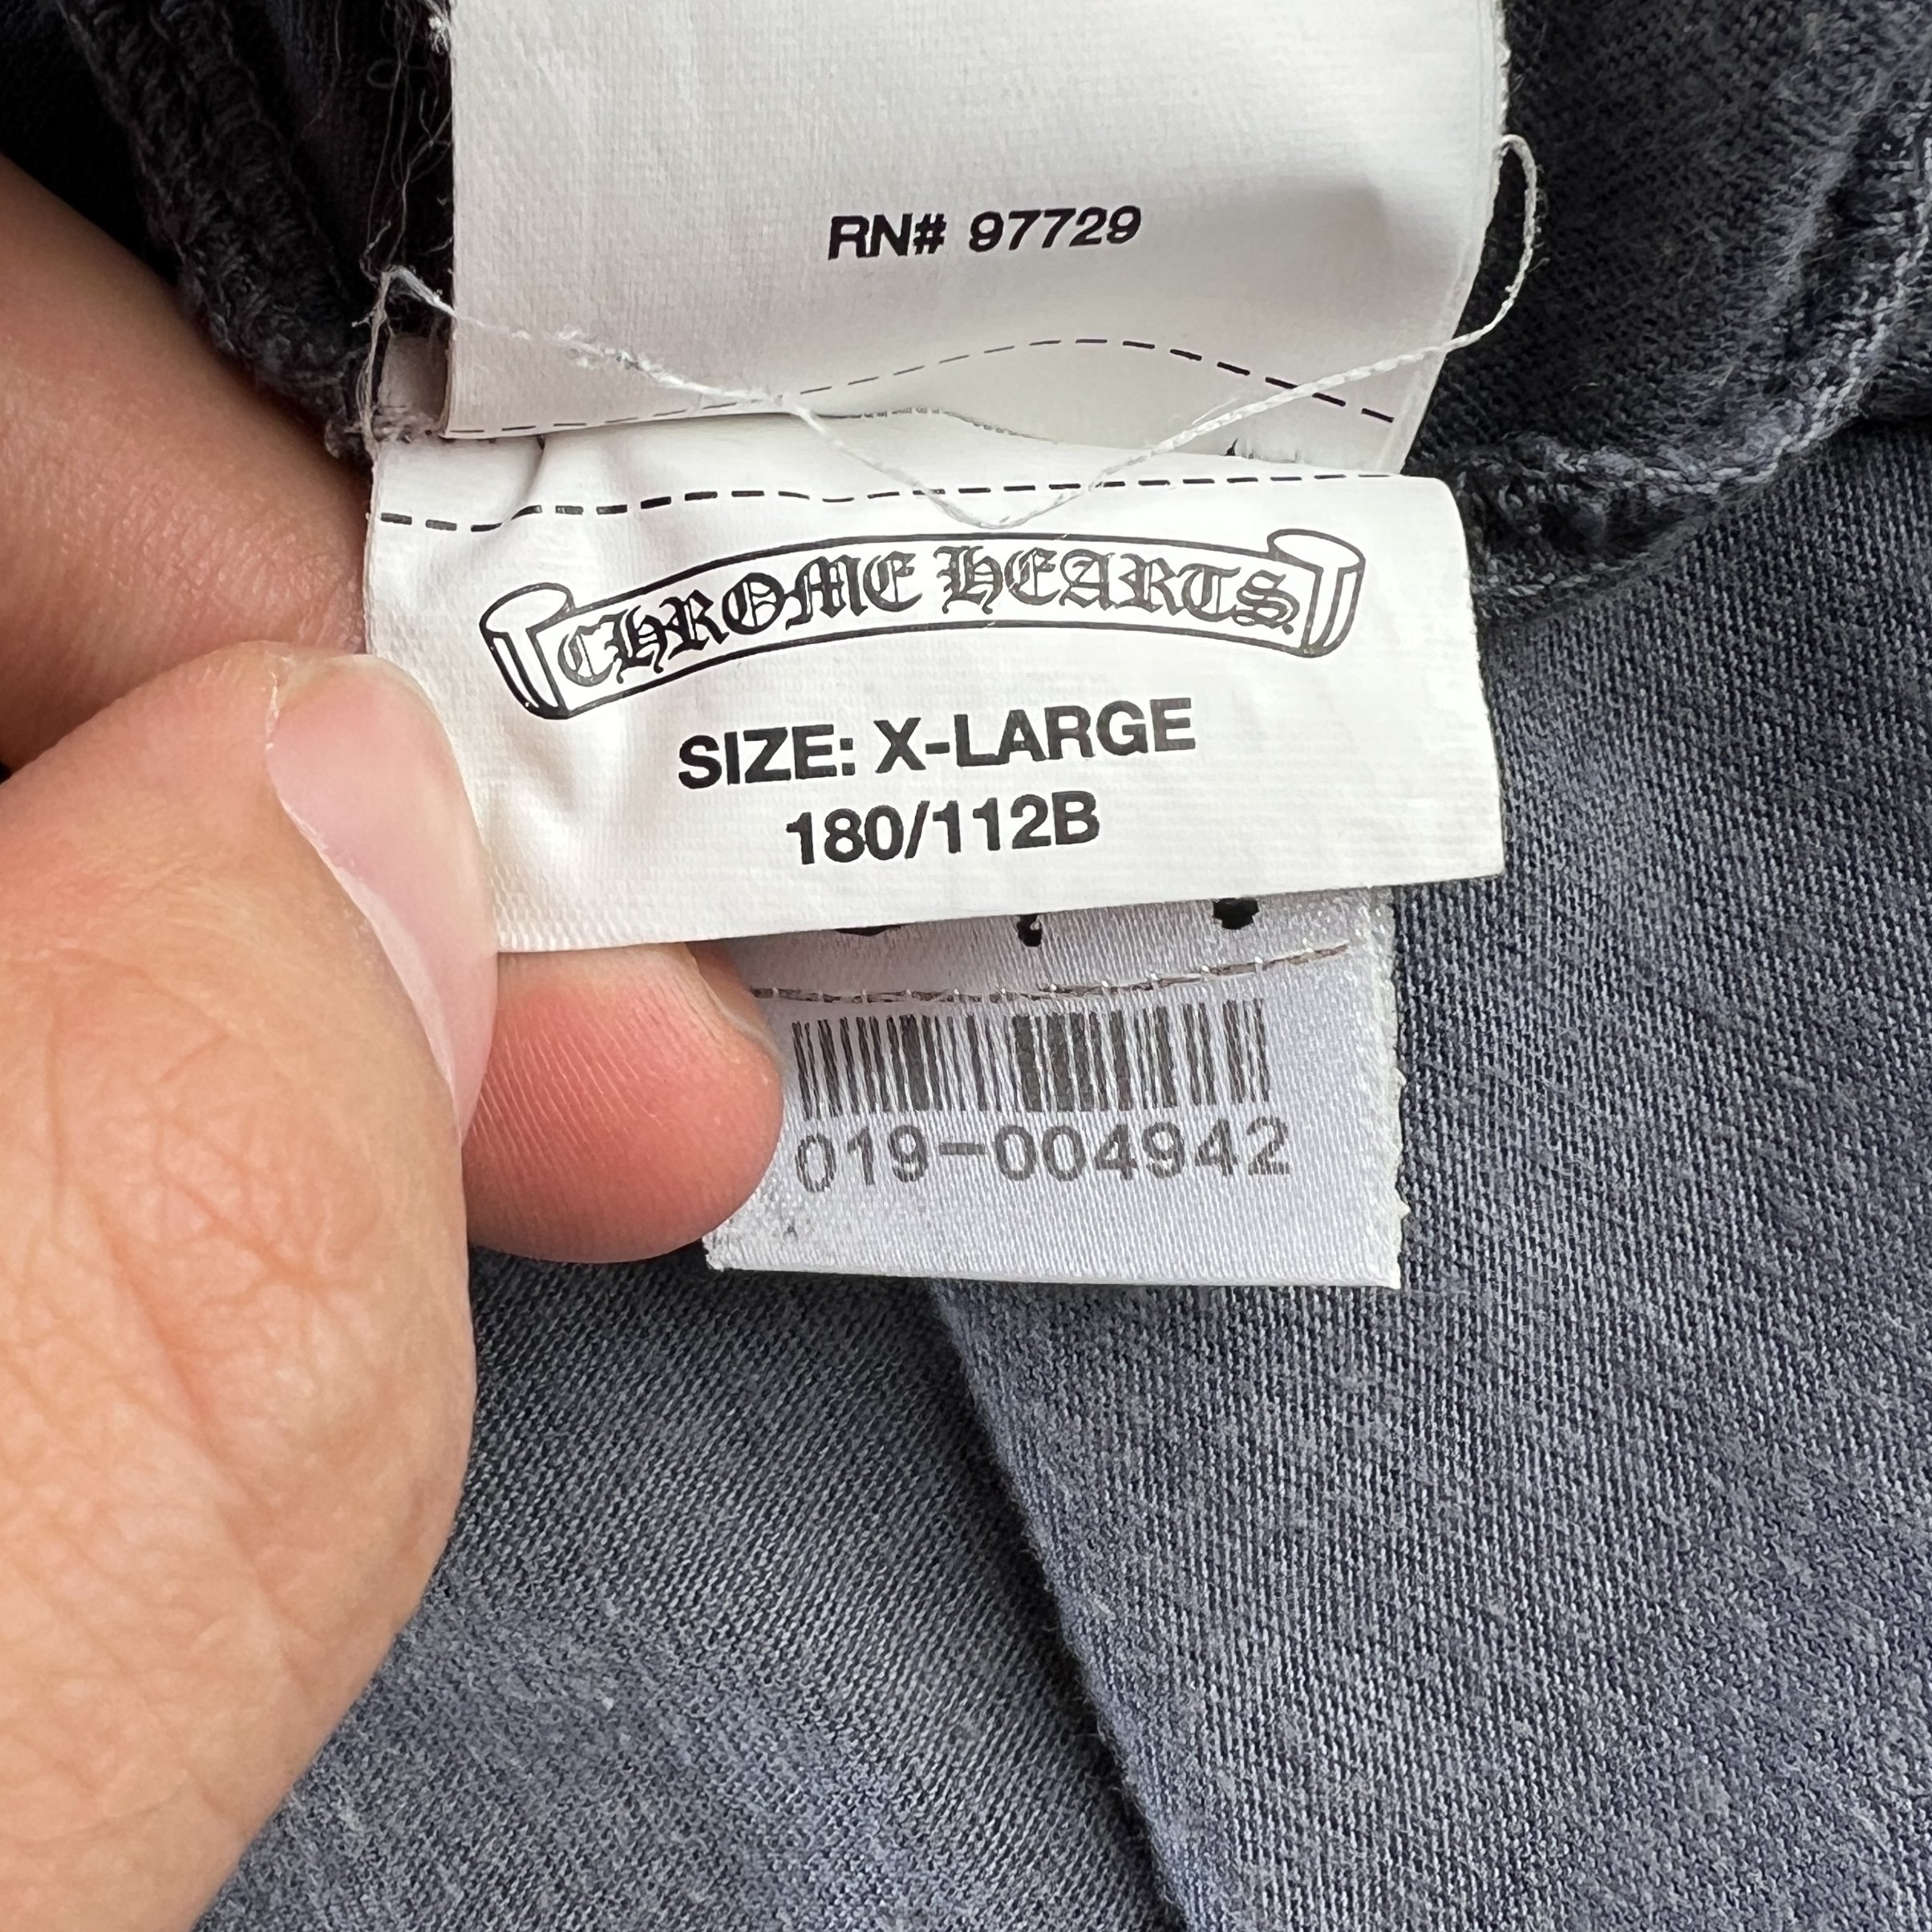 RN# 97729
CHROME HEARTS
SIZE: X-LARGE
180/112B
019-004942